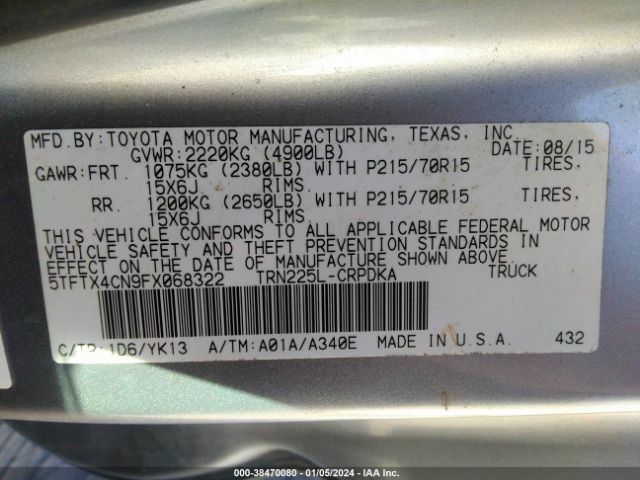 MFD.BY:TOYOTA MOTOR MANUFACTURING, TEXAS, INC.
GVWR:2220KG (4900LB) DATE:08/15
GAWR:FRT. 1075KG (2380LB) WITH P215/70R15 TIRES,
15X6J RIMS.
RR. 1200KG (2650LB) WITH P215/70R15 TIRES,
15X6J RIMS.
THIS VEHICLE CONFORMS TO ALL APPLICABLE FEDERAL MOTOR
VEHICLE SAFETY AND THEFT PREVENTION STANDARDS IN
EFFECT ON THE DATE OF MANUFACTURE SHOWN ABOVE.
5TFTX4CN9FX068322 TRN225L-CRPDKA TRUCK
C/TR:1D6/YK13 A/TM:A01A/A340E MADE IN U.S.A. 432
000-38470080 - 01/05/2024 - IAA Inc.